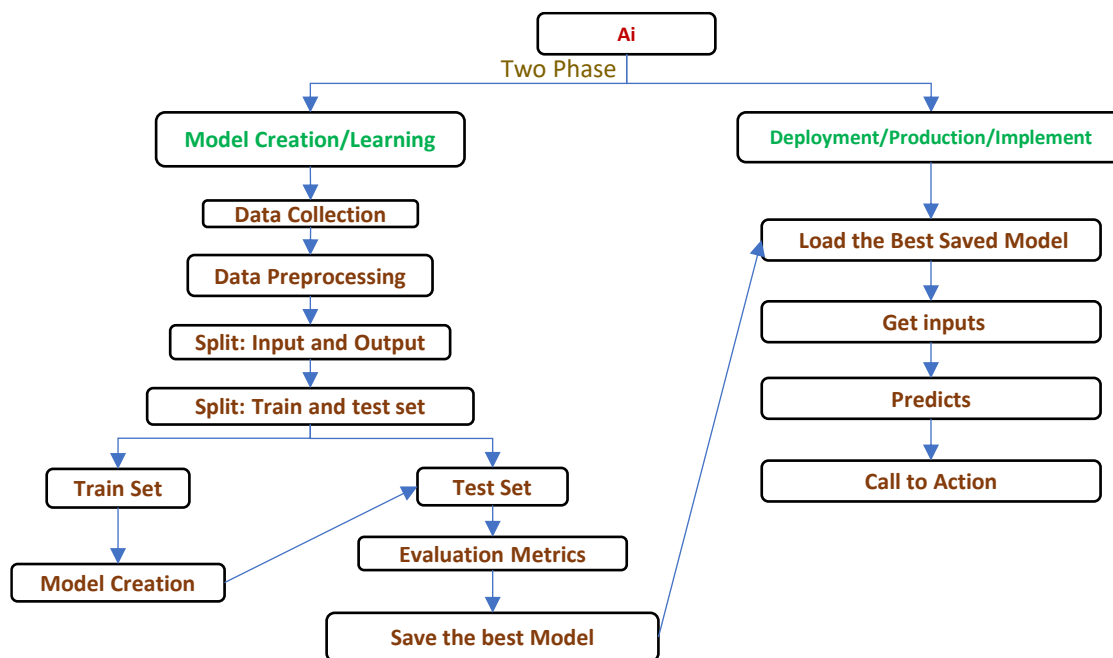 Ai
Two Phase
Model Creation/Learning
Deployment/Production/Implement
Data Collection
Data Preprocessing
Split: Input and Output
Split: Train and test set
Train Set
Test Set
Model Creation
Evaluation Metrics
Save the best Model
Load the Best Saved Model
Get inputs
Predicts
Call to Action